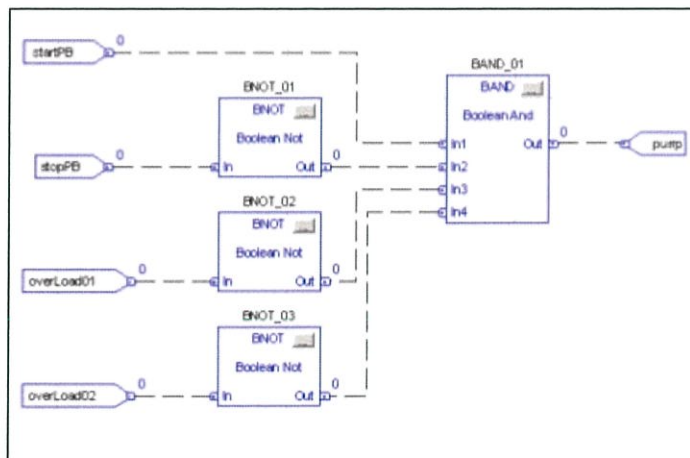 startPB
0
BNOT_01
BNOT
Boolean Not
stopPB
0
In
Out
0
BNOT_02
BNOT
Boolean Not
overLoad01
0
In
Out
0
BNOT_03
BNOT
Boolean Not
overLoad02
0
In
Out
0
BAND_01
BAND
Boolean And
In1
Out
0
In2
In3
In4
pump